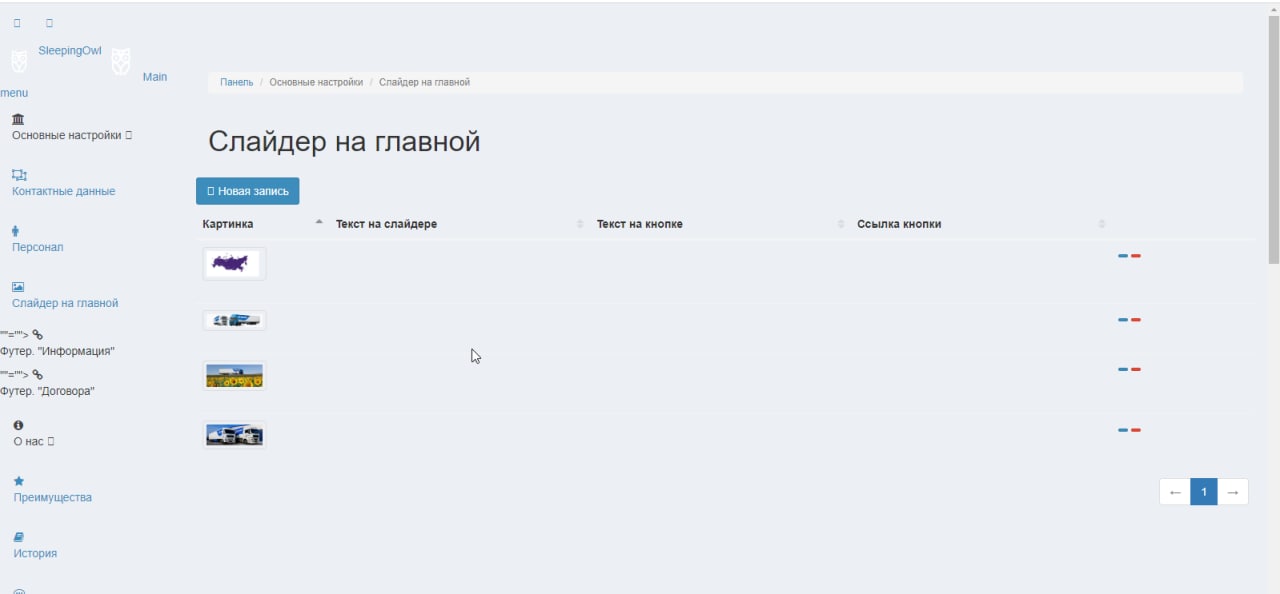 SleepingOwl
Main
menu
Панель / Основные настройки / Слайдер на главной
Основные настройки
Слайдер на главной
Контактные данные
Новая запись
Картинка Текст на слайдере Текст на кнопке Ссылка кнопки
Персонал
Слайдер на главной
""=""">
Футер. "Информация"
""=""">
Футер. "Договора"
О нас
Преимущества
← 1 →
История